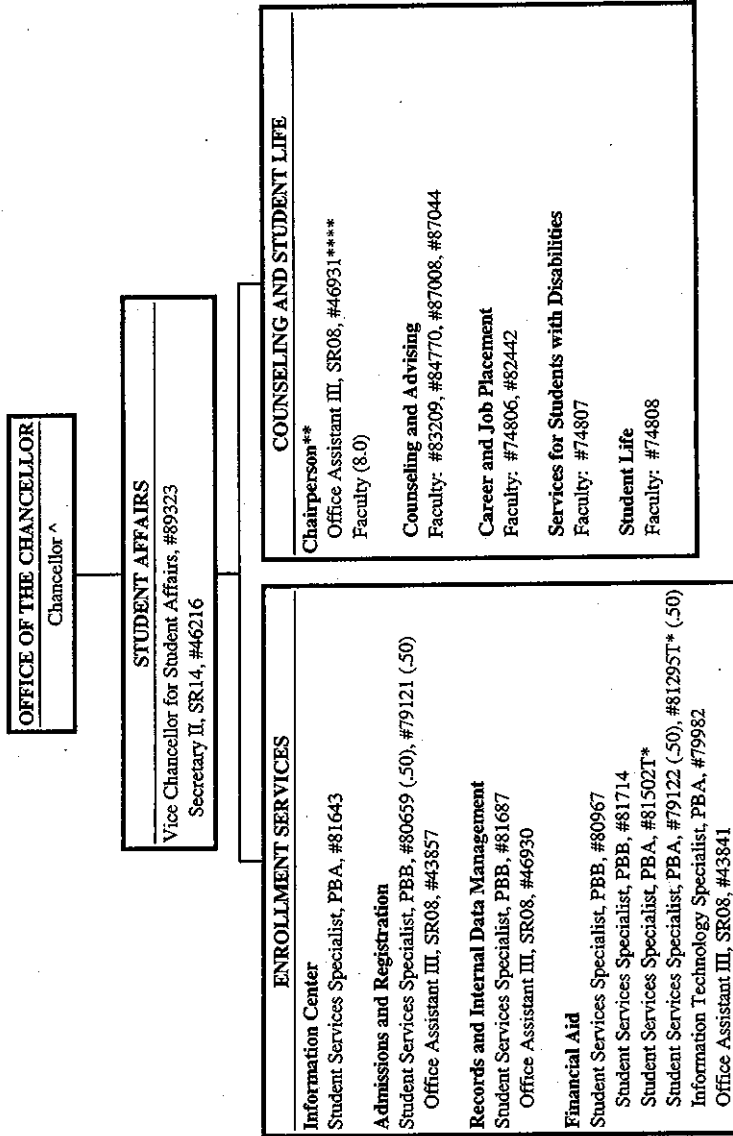 OFFICE OF THE CHANCELLOR
Chancellor ^
STUDENT AFFAIRS
Vice Chancellor for Student Affairs, #89323
Secretary II, SR14, #46216
ENROLLMENT SERVICES
Information Center
Student Services Specialist, PBA, #81643
Admissions and Registration
Student Services Specialist, PBB, #80659 (.50), #79121 (.50)
Office Assistant III, SR08, #43857
Records and Internal Data Management
Student Services Specialist, PBB, #81687
Office Assistant III, SR08, #46930
Financial Aid
Student Services Specialist, PBB, #80967
Student Services Specialist, PBB, #81714
Student Services Specialist, PBA, #81502T*
Student Services Specialist, PBA, #79122 (.50), #81295T* (.50)
Information Technology Specialist, PBA, #79982
Office Assistant III, SR08, #43841
COUNSELING AND STUDENT LIFE
Chairperson**
Office Assistant III, SR08, #46931****
Faculty (8.0)
Counseling and Advising
Faculty: #83209, #84770, #87008, #87044
Career and Job Placement
Faculty: #74806, #82442
Services for Students with Disabilities
Faculty: #74807
Student Life
Faculty: #74808